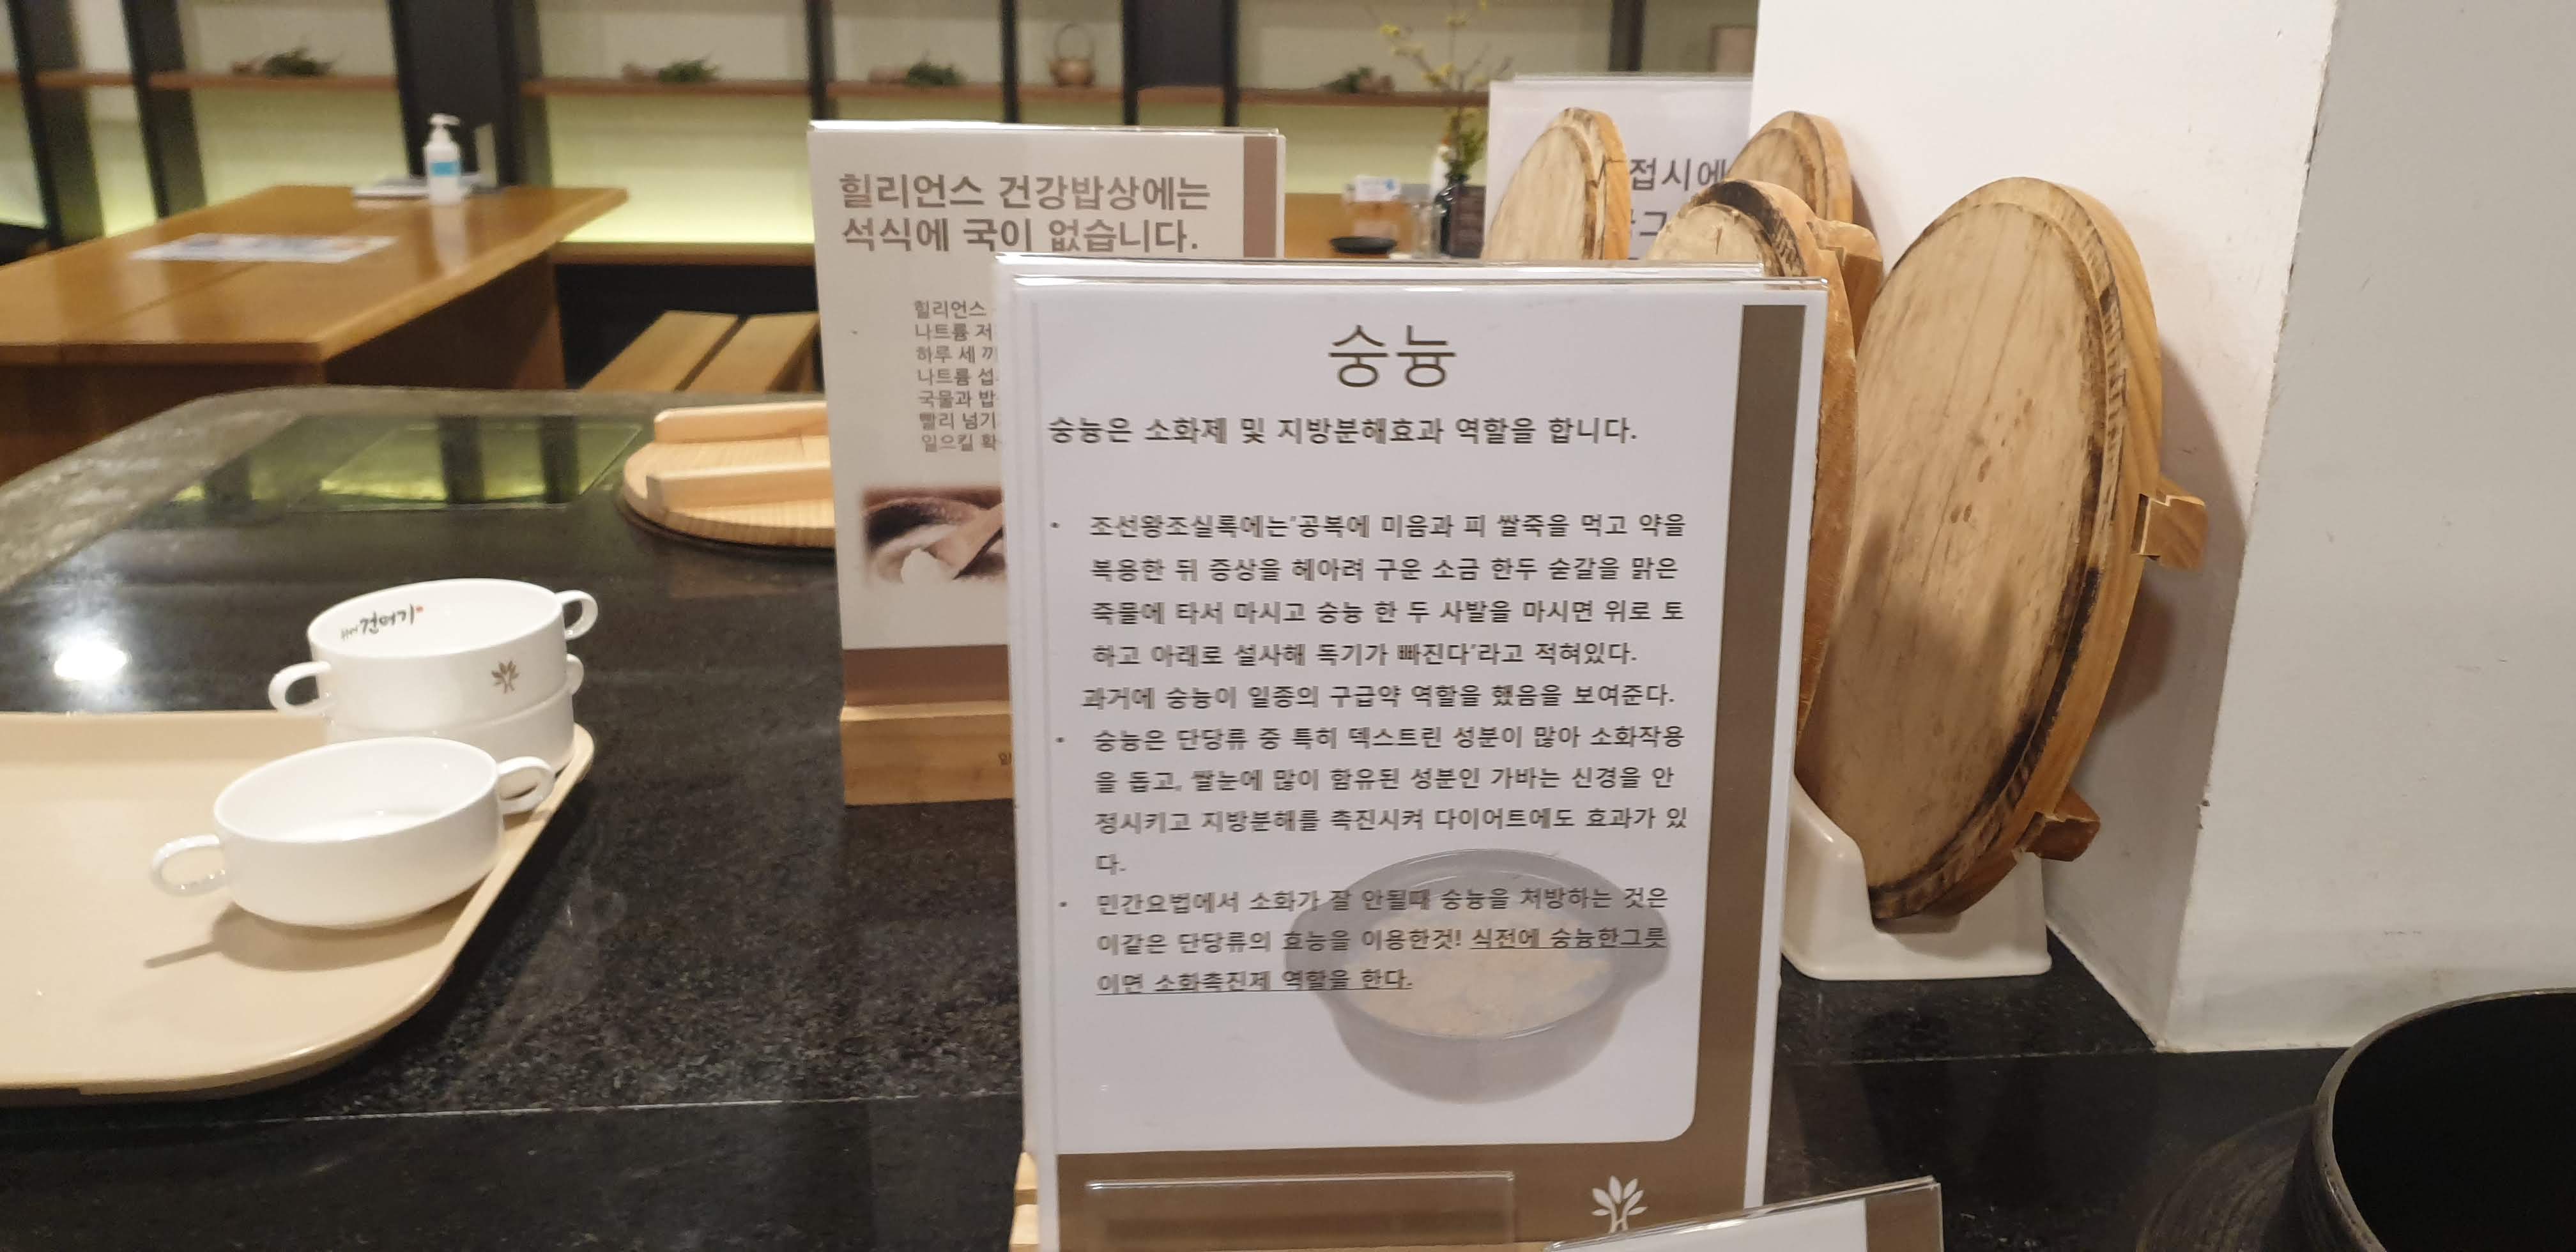 힐리언스 건강밥상에는
석식에 국이 없습니다.
힐리언스
나트륨 저
하루 세 끼
나트륨 섭
국물과 밥
빨리 넘기
일으킬 확
접시에
숭늉
숭늉은 소화제 및 지방분해효과 역할을 합니다.
• 조선왕조실록에는‘공복에 미음과 피 쌀죽을 먹고 약을
복용한 뒤 증상을 헤아려 구운 소금 한두 숟갈을 맑은
죽물에 타서 마시고 숭늉 한 두 사발을 마시면 위로 토
하고 아래로 설사해 독기가 빠진다’라고 적혀있다.
과거에 숭늉이 일종의 구급약 역할을 했음을 보여준다.
• 숭늉은 단당류 중 특히 덱스트린 성분이 많아 소화작용
을 돕고, 쌀눈에 많이 함유된 성분인 가바는 신경을 안
정시키고 지방분해를 촉진시켜 다이어트에도 효과가 있
다.
• 민간요법에서 소화가 잘 안될때 숭늉을 처방하는 것은
이같은 단당류의 효능을 이용한것! 식전에 숭늉한그릇
이면 소화촉진제 역할을 한다.